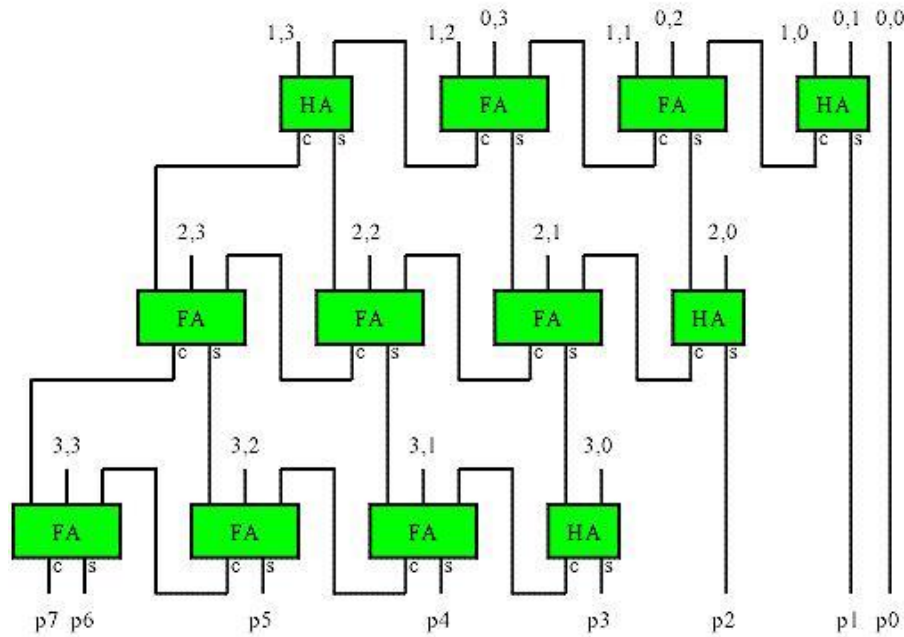 0,3 0,2 0,1 0,0
1,3 1,2 1,1 1,0
HA FA FA HA
c s c s c s c s
2,3 2,2 2,1 2,0
FA FA FA HA
c s c s c s c s
3,3 3,2 3,1 3,0
FA FA FA HA
c s c s c s c s
p7 p6 p5 p4 p3 p2 p1 p0